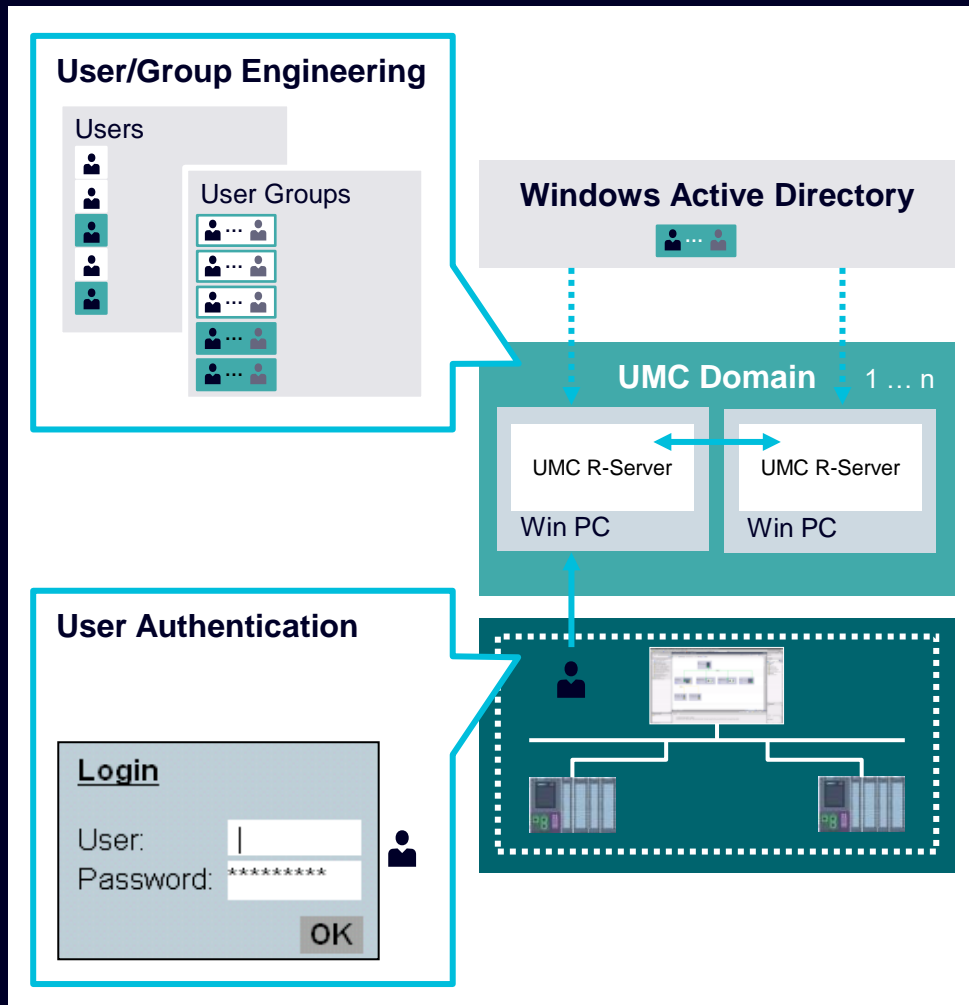 User/Group Engineering
Users
User Groups
...
...
...
...
...
Windows Active Directory
...
UMC Domain 1 ... n
UMC R-Server
UMC R-Server
Win PC
Win PC
User Authentication
Login
User: |
Password: *********
OK